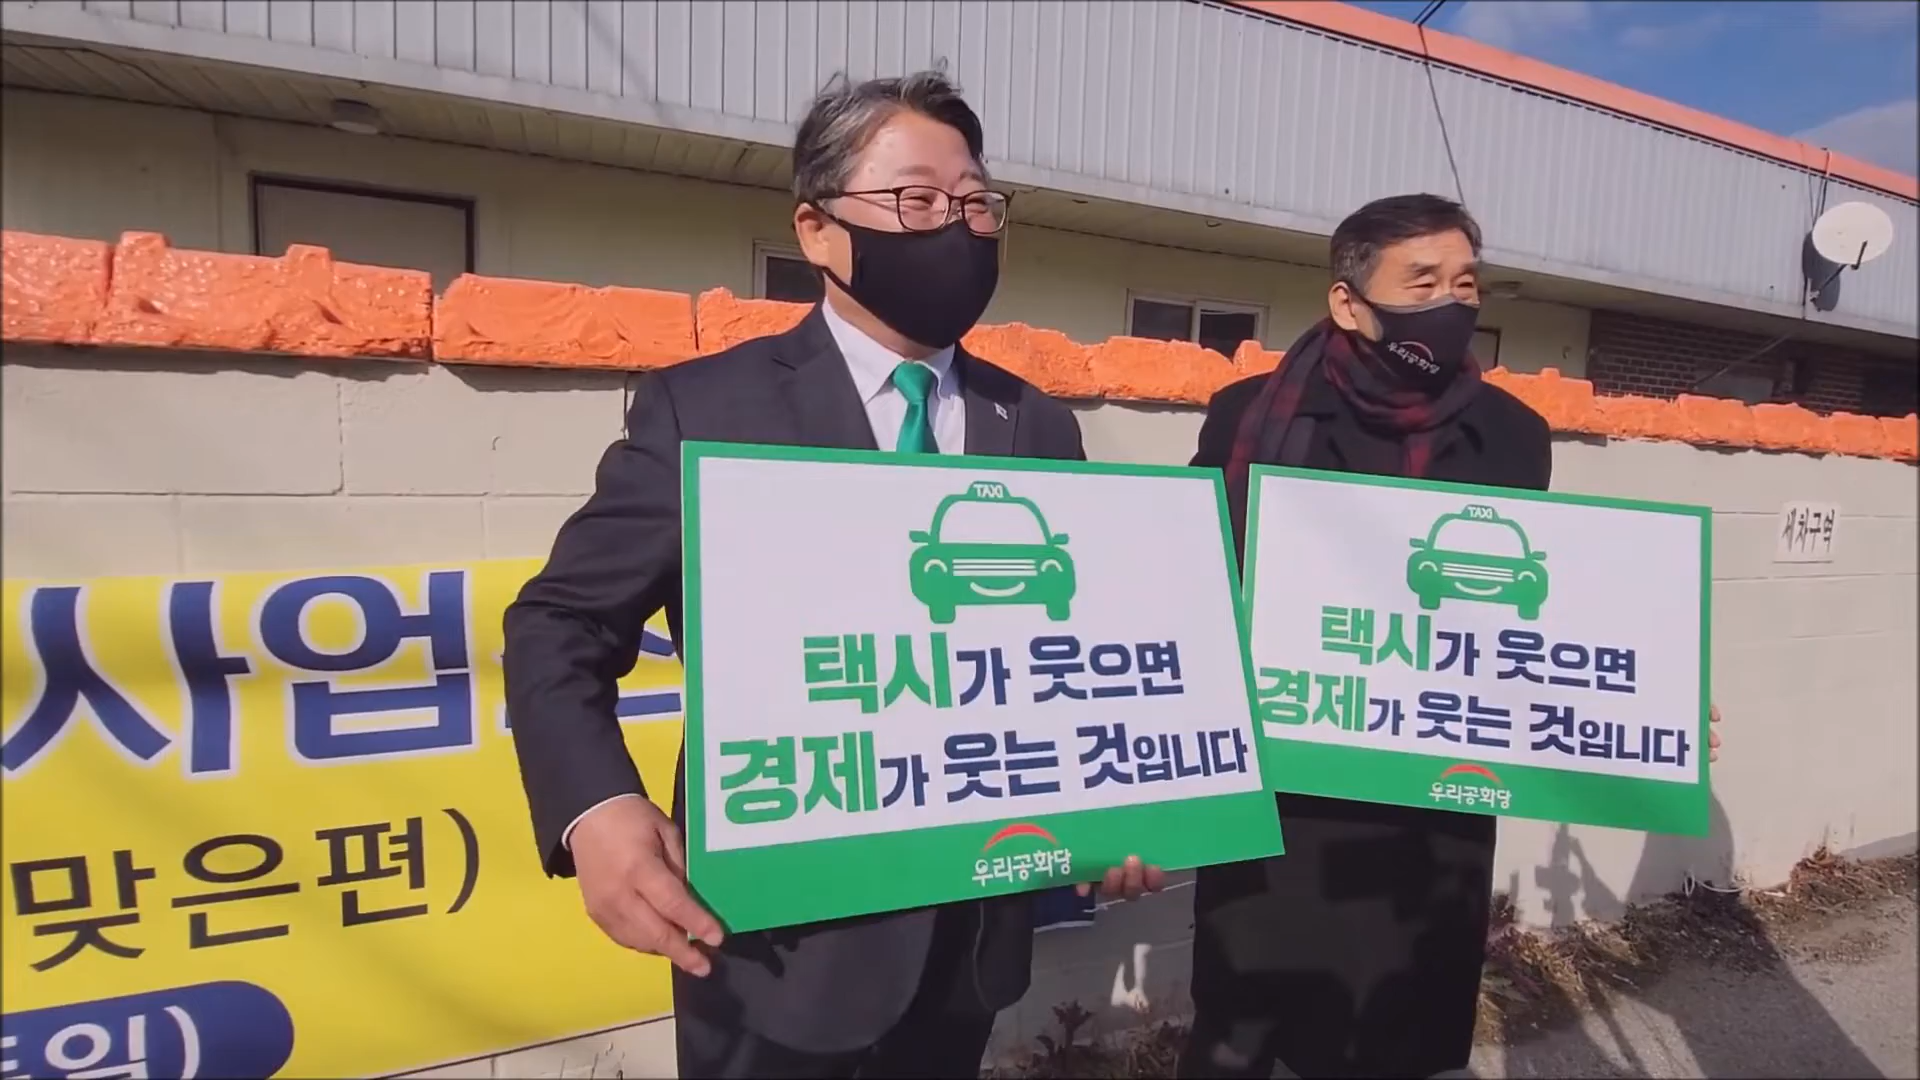 TAXI
택시가 웃으면
경제가 웃는 것입니다
우리공화당
TAXI
택시가 웃으면
경제가 웃는 것입니다
우리공화당
우리공화당
세차구역
사업
맞은편)
일)